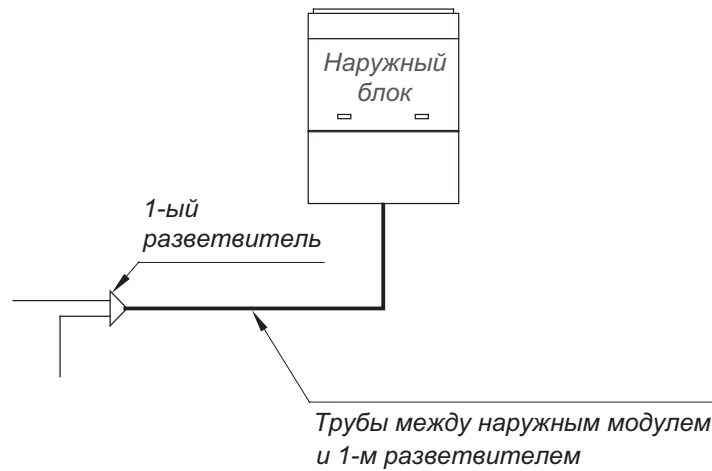 Наружный
блок
1-ый
разветвитель
Трубы между наружным модулем
и 1-м разветвителем